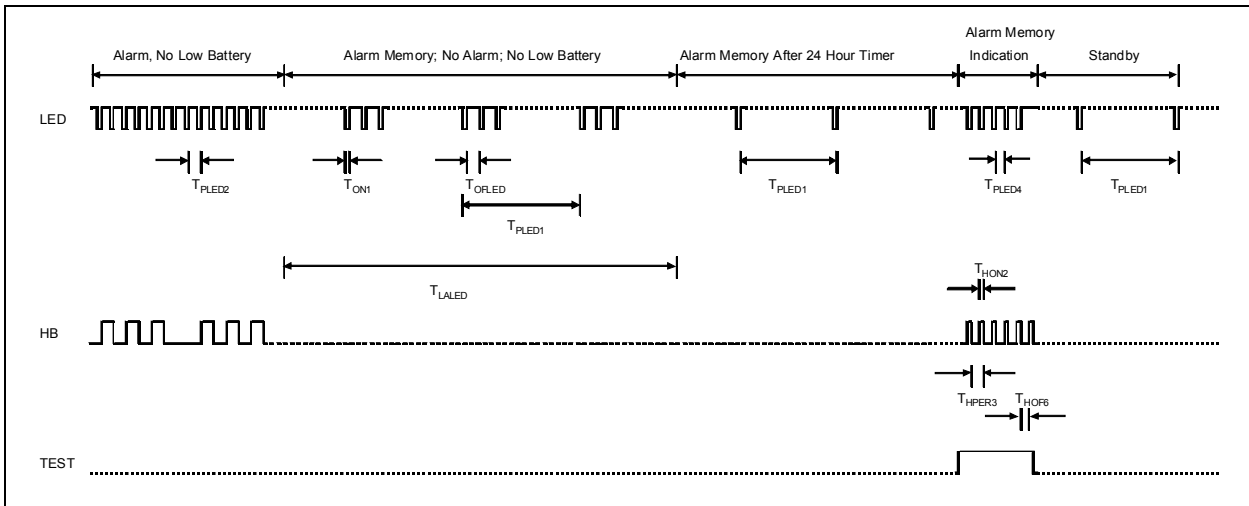 Alarm, No Low Battery
Alarm Memory; No Alarm; No Low Battery
Alarm Memory After 24 Hour Timer
Alarm Memory
Indication
Standby
LED
TPLED2
TON1
TOFLED
TPLED1
TPLED1
TPLED4
TPLED1
TLALED
THON2
HB
THPER3
THOF6
TEST